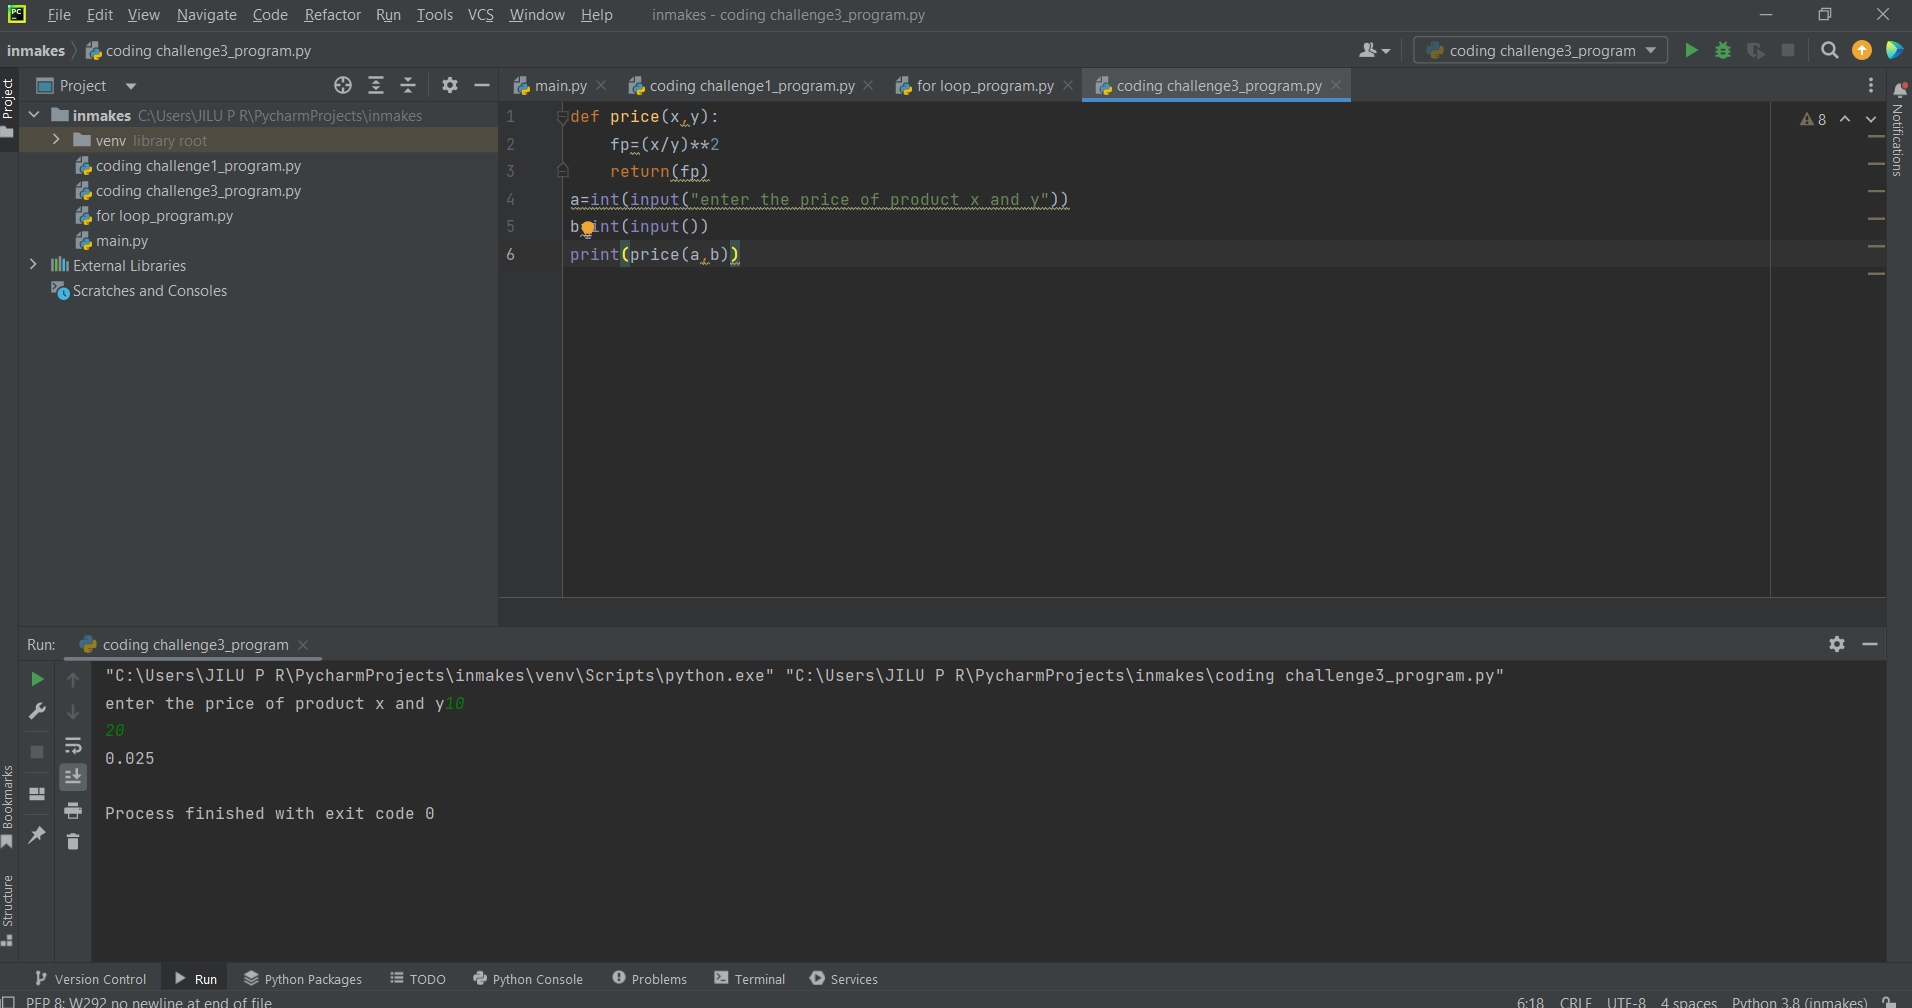 PC File Edit View Navigate Code Refactor Run Tools VCS Window Help inmakes - coding challenge3_program.py
inmakes coding challenge3_program.py coding challenge3_program
Project
Project
main.py coding challenge1_program.py for loop_program.py coding challenge3_program.py
Notifications
inmakes C:\Users\JILU P R\PycharmProjects\inmakes
venv library root
coding challenge1_program.py
coding challenge3_program.py
for loop_program.py
main.py
External Libraries
Scratches and Consoles
1 def price(x,y):
2 fp=(x/y)**2
3 return(fp)
4 a=int(input("enter the price of product x and y"))
5 b int(input())
6 print(price(a,b))
8
Run: coding challenge3_program
"C:\Users\JILU P R\PycharmProjects\inmakes\venv\Scripts\python.exe" "C:\Users\JILU P R\PycharmProjects\inmakes\coding challenge3_program.py"
enter the price of product x and y10
20
0.025
Process finished with exit code 0
Bookmarks
Structure
Version Control Run Python Packages TODO Python Console Problems Terminal Services
PEP 8: W292 no newline at end of file 6:18 CRLF UTF-8 4 spaces Python 3.8 (inmakes)